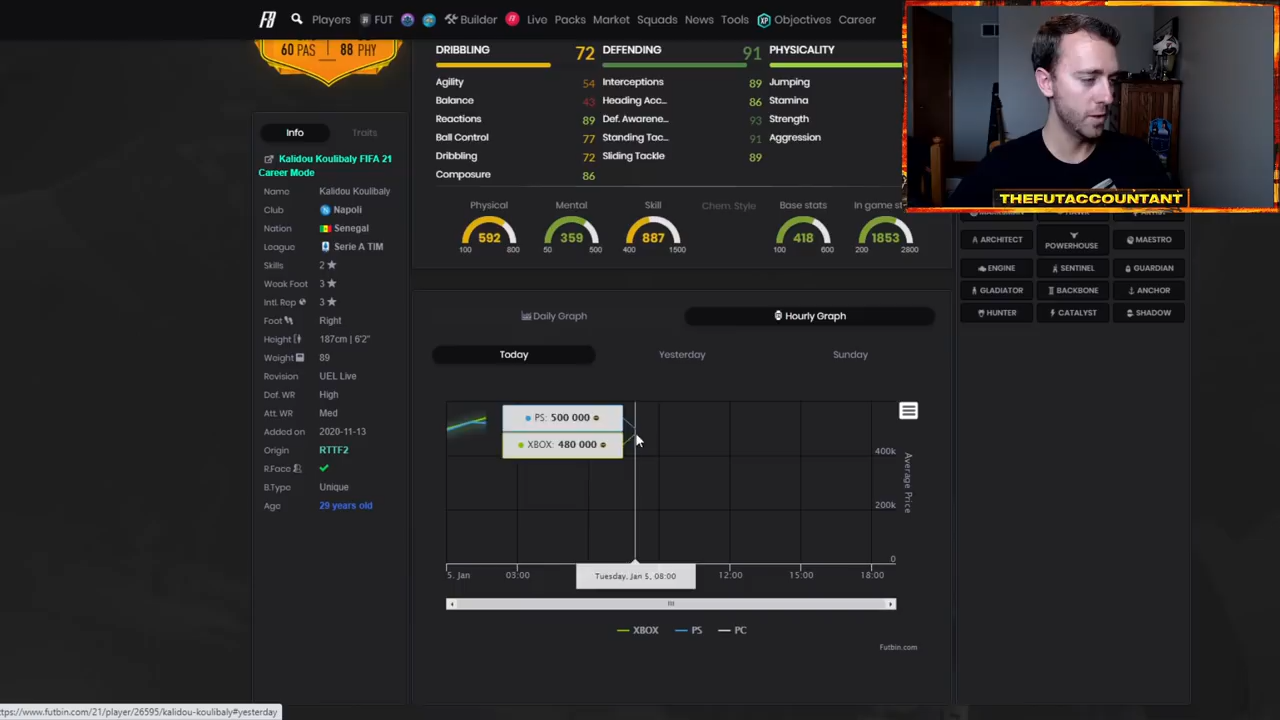 Players FUT Builder Live Packs Market Squads News Tools Objectives Career
60 PAS 88 PHY
DRIBBLING 72 DEFENDING 91 PHYSICALITY
Agility 54 Interceptions 89 Jumping
Balance 43 Heading Acc... 86 Stamina
Reactions 89 Def. Awarene... 93 Strength
Ball Control 77 Standing Tac... 91 Aggression
Dribbling 72 Sliding Tackle 89
Composure 86
Physical Mental Skill Chem. Style Base stats In game st
592 359 887 418 1853
100 800 50 500 400 1500 100 600 200 2800
Info Traits
Kalidou Koulibaly FIFA 21
Career Mode
Name Kalidou Koulibaly
Club Napoli
Nation Senegal
League Serie A TIM
Skills 2
Weak Foot 3
Intl. Rep 3
Foot Right
Height 187cm | 6'2"
Weight 89
Revision UEL Live
Def. WR High
Att. WR Med
Added on 2020-11-13
Origin RTTF2
R.Face
B.Type Unique
Age 29 years old
THEFUTACCOUNTANT
ARCHITECT POWERHOUSE MAESTRO
ENGINE SENTINEL GUARDIAN
GLADIATOR BACKBONE ANCHOR
HUNTER CATALYST SHADOW
Daily Graph Hourly Graph
Today Yesterday Sunday
PS: 500 000
XBOX: 480 000
400k
200k
0
Average Price
5. Jan 03:00 Tuesday, Jan 5, 08:00 12:00 15:00 18:00
XBOX PS PC
Futbin.com
ttps://www.futbin.com/21/player/26595/kalidou-koulibaly#yesterday